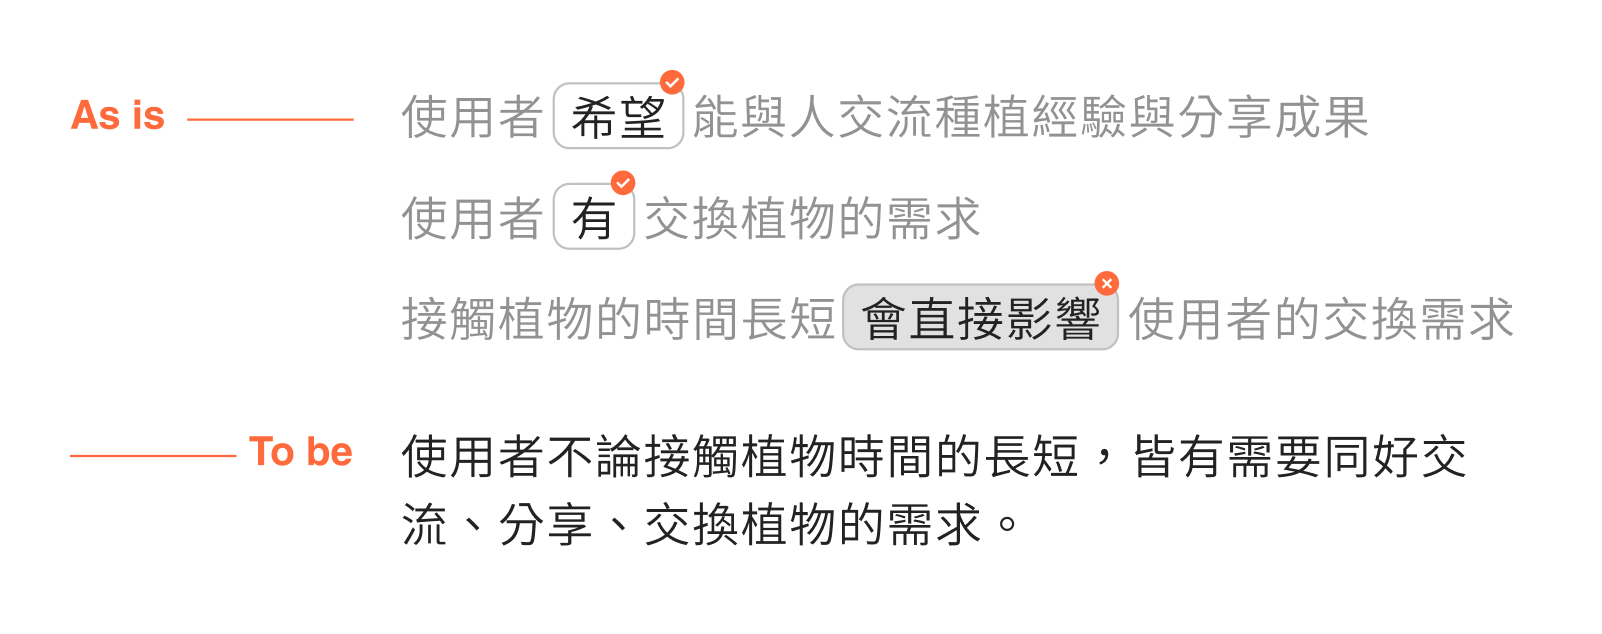 As is
使用者 希望 能與人交流種植經驗與分享成果
使用者 有 交換植物的需求
接觸植物的時間長短 會直接影響 使用者的交換需求
To be
使用者不論接觸植物時間的長短，皆有需要同好交
流、分享、交換植物的需求。